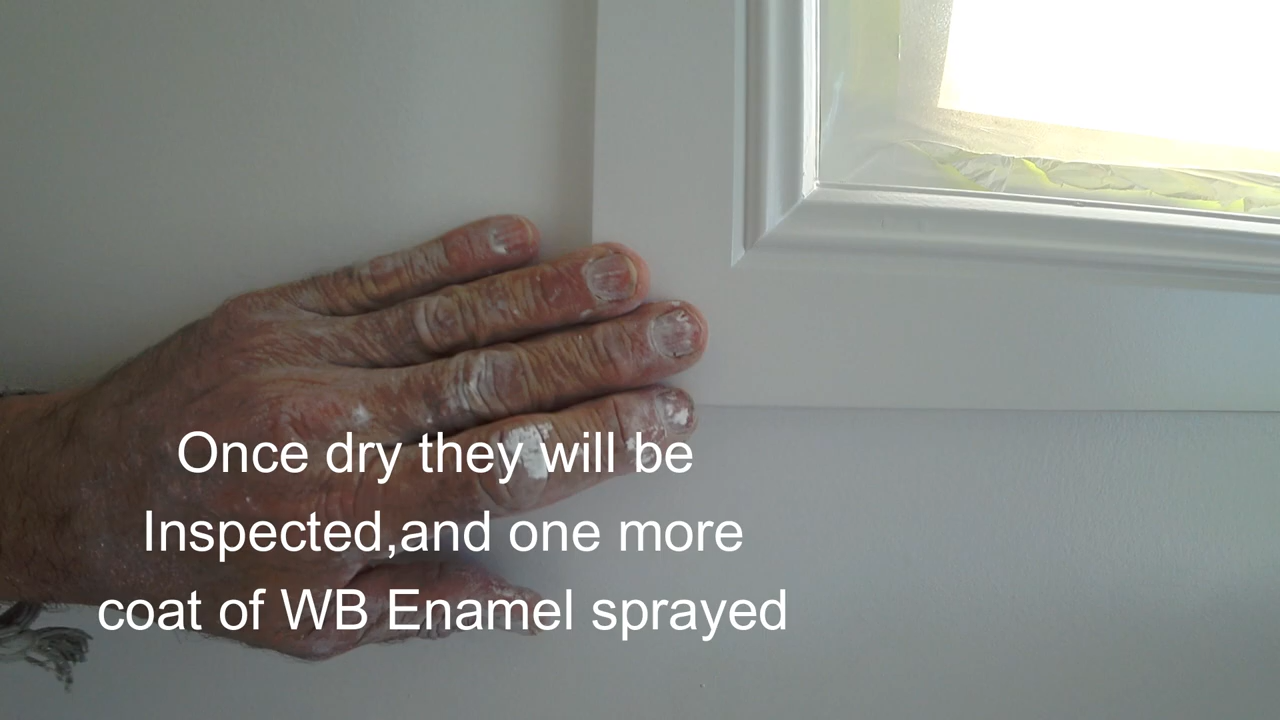 Once dry they will be
Inspected,and one more
coat of WB Enamel sprayed